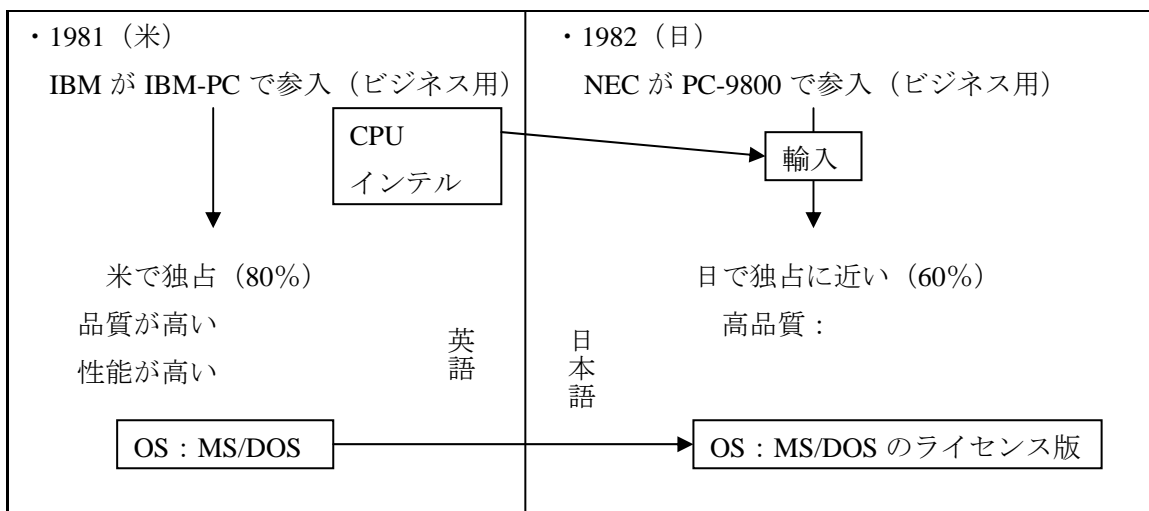 ・1981（米）
IBM が IBM-PC で参入（ビジネス用）
CPU
インテル
米で独占（80％）
品質が高い
性能が高い
英語
OS：MS/DOS
・1982（日）
NEC が PC-9800 で参入（ビジネス用）
輸入
日で独占に近い（60％）
高品質：
日本語
OS：MS/DOS のライセンス版